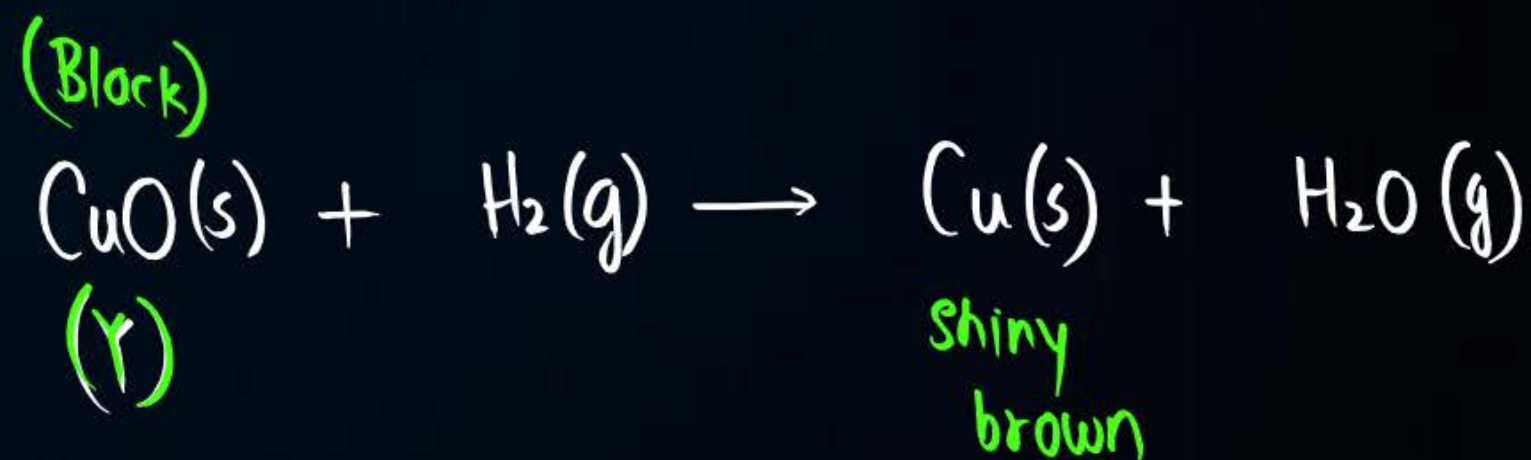 (Black)
CuO(s) + H₂(g) → Cu(s) + H₂O(g)
(Y)
Shiny
brown